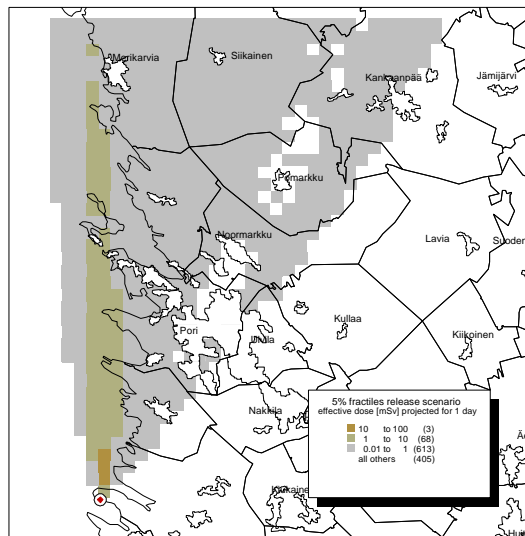 Merikarvia
Siikainen
Kankaanpää
Jämijärvi
Pomarkku
Noormarkku
Lavia
Suoden
Pori
Ulvila
Kullaa
Kiikoinen
Nakkila
5% fractiles release scenario
effective dose [mSv] projected for 1 day
10 to 100 (3)
1 to 10 (68)
0.01 to 1 (613)
all others (405)
Kiukaine